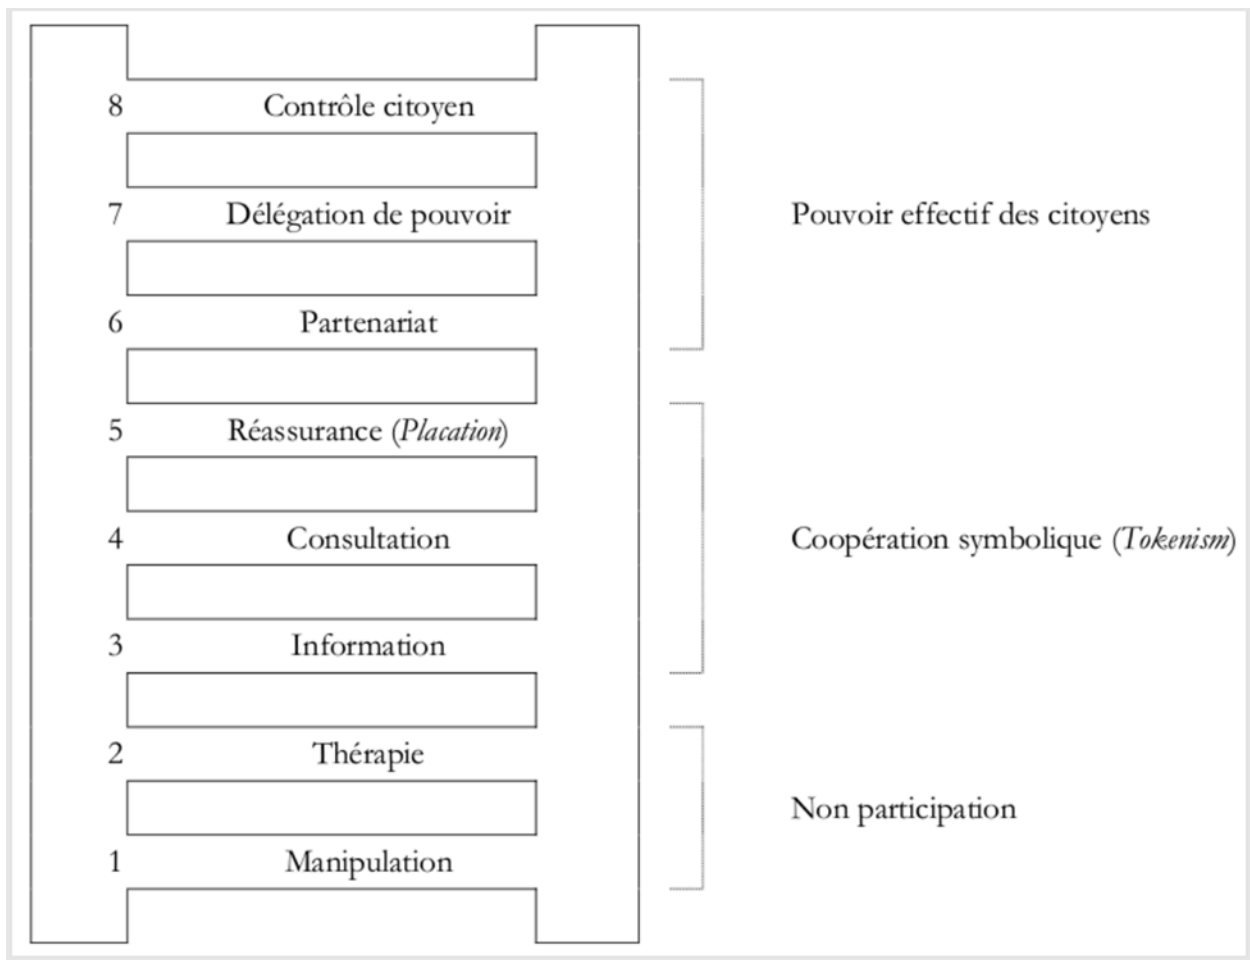 8 Contrôle citoyen
7 Délégation de pouvoir
Pouvoir effectif des citoyens
6 Partenariat
5 Réassurance (Placation)
4 Consultation
Coopération symbolique (Tokenism)
3 Information
2 Thérapie
Non participation
1 Manipulation